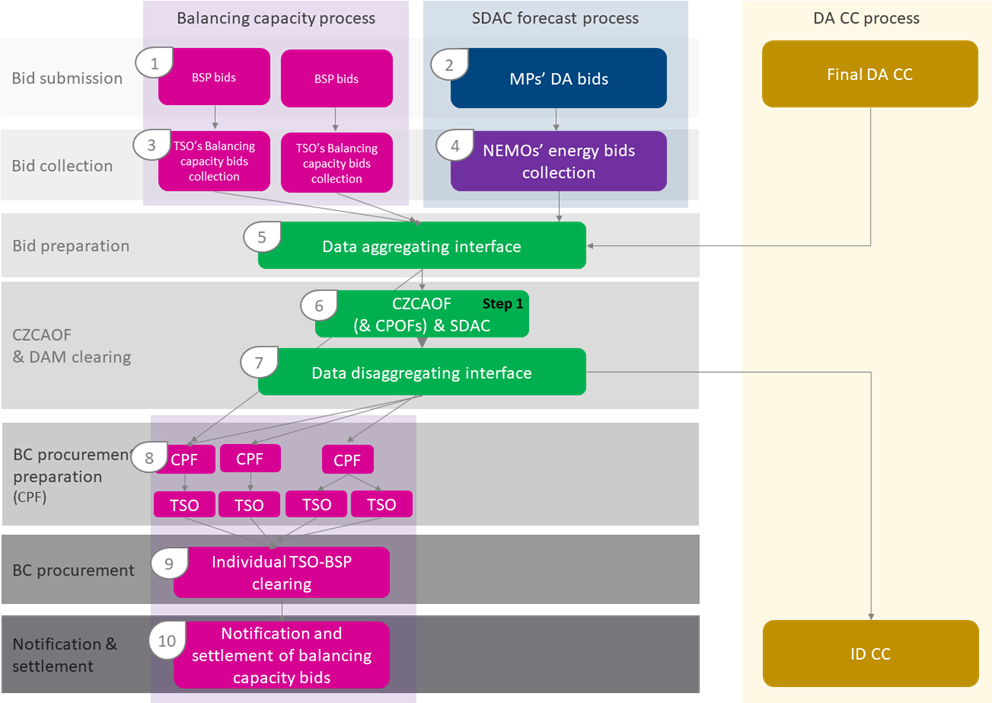 Balancing capacity process
SDAC forecast process
DA CC process
Bid submission
1
BSP bids
BSP bids
2
MPs’ DA bids
Final DA CC
Bid collection
3
TSO’s Balancing
capacity bids
collection
TSO’s Balancing
capacity bids
collection
4
NEMOs’ energy bids
collection
Bid preparation
5
Data aggregating interface
CZCAOF
& DAM clearing
6
CZCAOF
(& CPOFs) & SDAC
Step 1
7
Data disaggregating interface
BC procurement
preparation
(CPF)
8
CPF
CPF
CPF
TSO
TSO
TSO
TSO
BC procurement
9
Individual TSO-BSP
clearing
Notification &
settlement
10
Notification and
settlement of balancing
capacity bids
ID CC